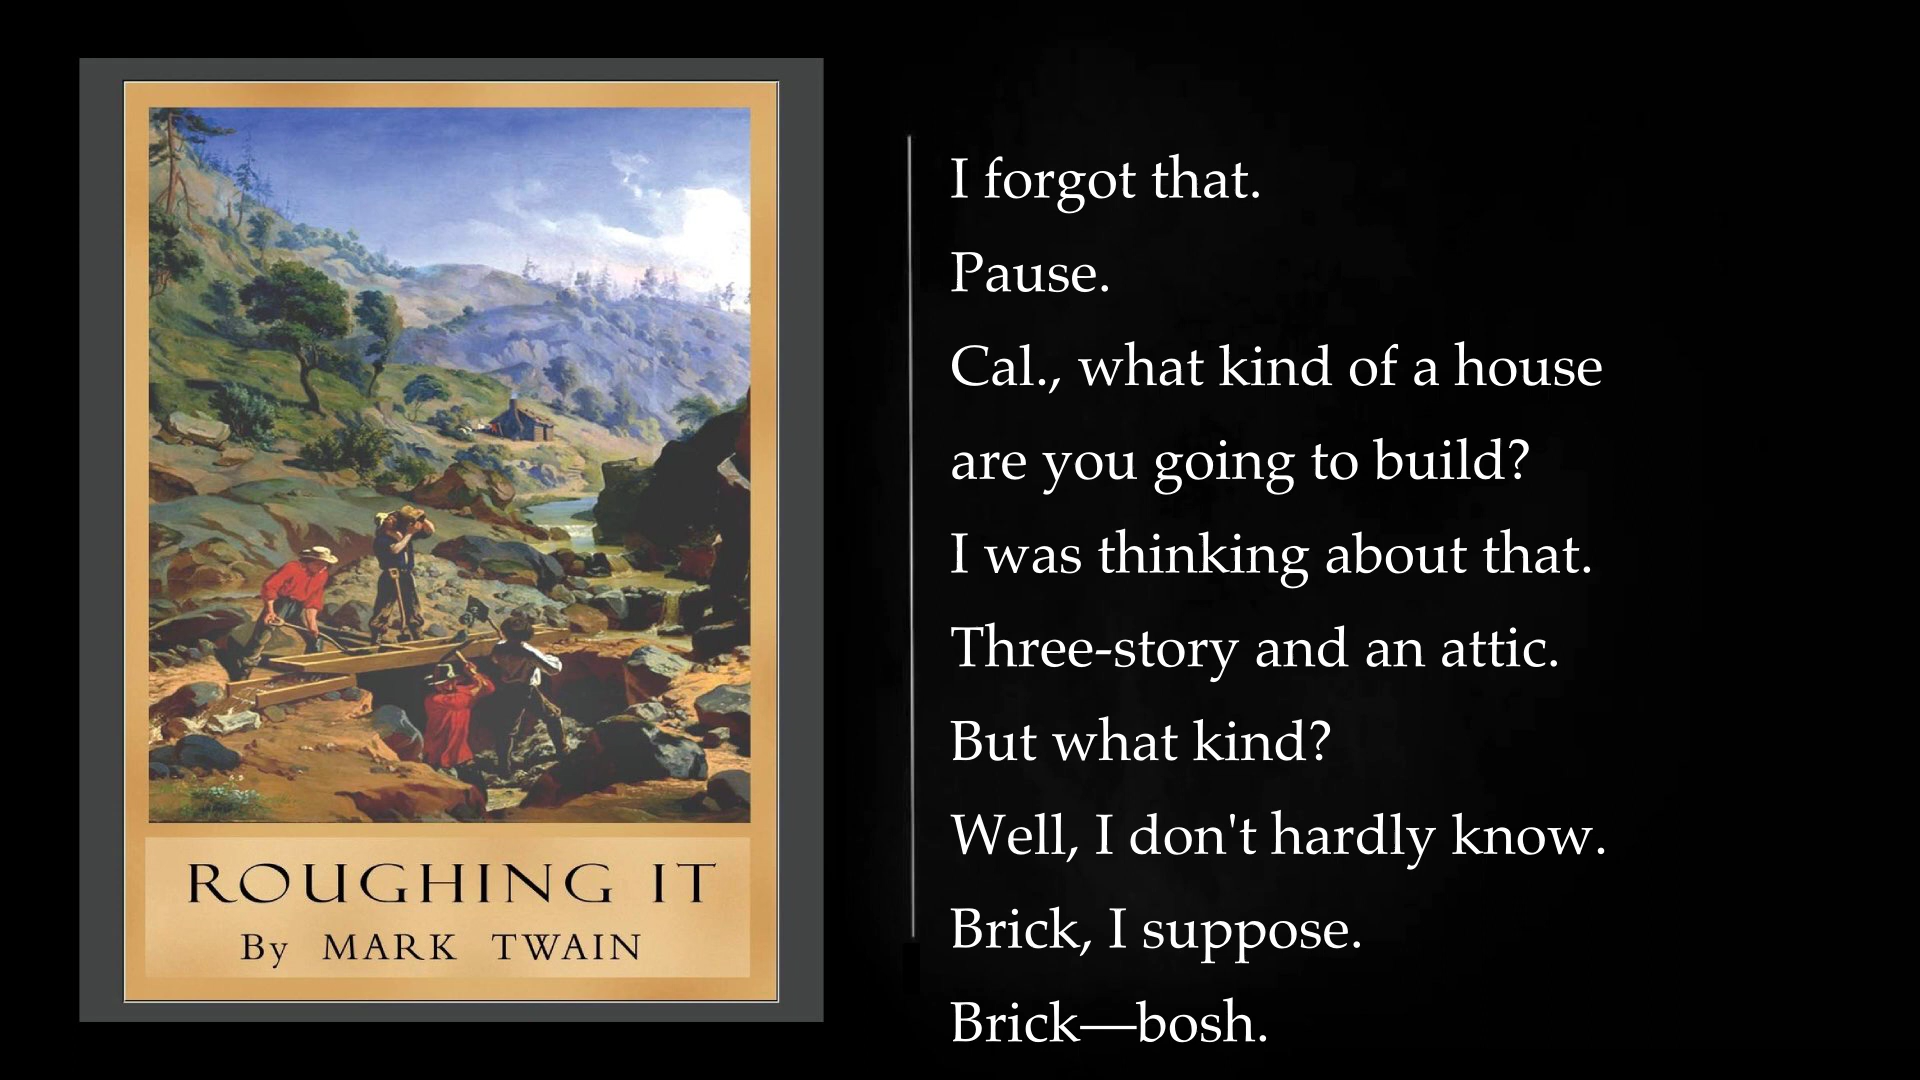 ROUGHING IT
By MARK TWAIN
I forgot that.
Pause.
Cal., what kind of a house
are you going to build?
I was thinking about that.
Three-story and an attic.
But what kind?
Well, I don't hardly know.
Brick, I suppose.
Brick—bosh.